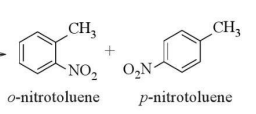 CH₃ CH₃
+
NO₂ O₂N
o-nitrotoluene p-nitrotoluene